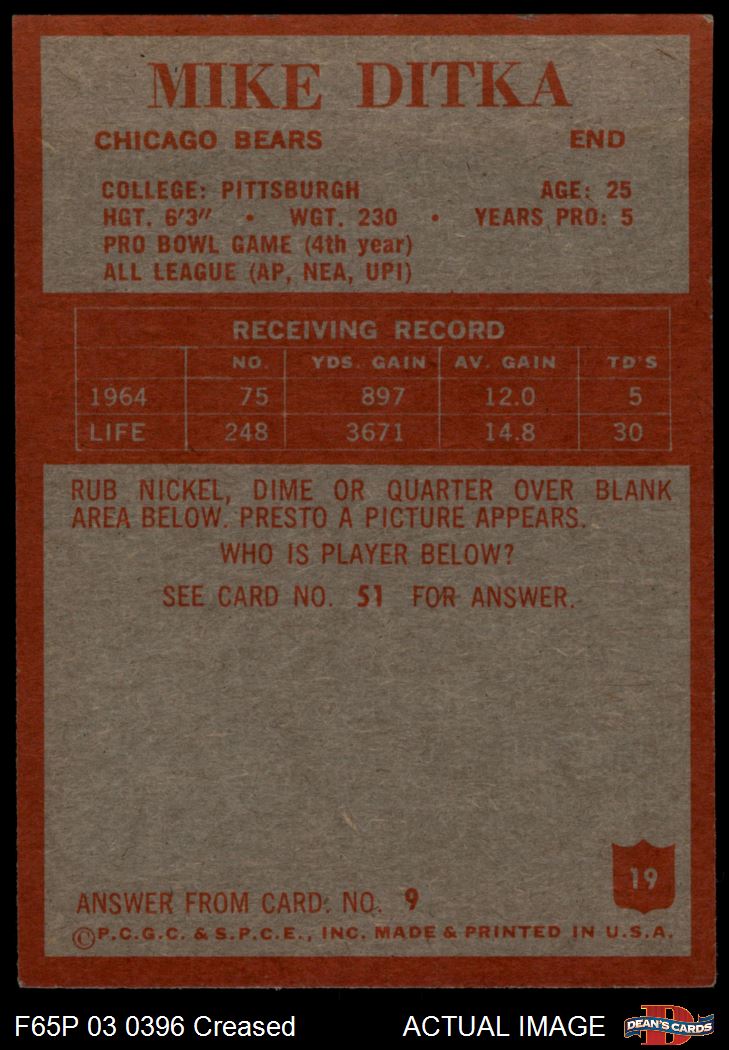 MIKE DITKA
CHICAGO BEARS END
COLLEGE: PITTSBURGH AGE: 25
HGT. 6'3" • WGT. 230 • YEARS PRO: 5
PRO BOWL GAME (4th year)
ALL LEAGUE (AP, NEA, UPI)
RECEIVING RECORD
NO. YDS. GAIN AV. GAIN TD'S
1964 75 897 12.0 5
LIFE 248 3671 14.8 30
RUB NICKEL, DIME OR QUARTER OVER BLANK
AREA BELOW. PRESTO A PICTURE APPEARS.
WHO IS PLAYER BELOW?
SEE CARD NO. 51 FOR ANSWER.
19
ANSWER FROM CARD: NO. 9
©P.C.G.C. & S.P.C.E., INC. MADE & PRINTED IN U.S.A.
F65P 03 0396 Creased ACTUAL IMAGE
D
DEAN'S CARDS